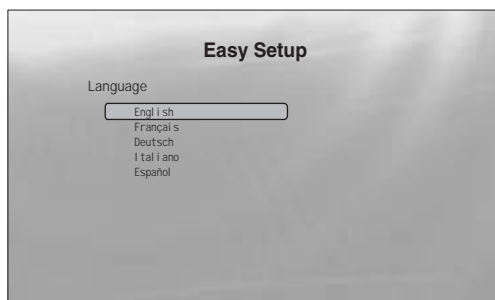 Easy Setup
Language
English
Français
Deutsch
Italiano
Español